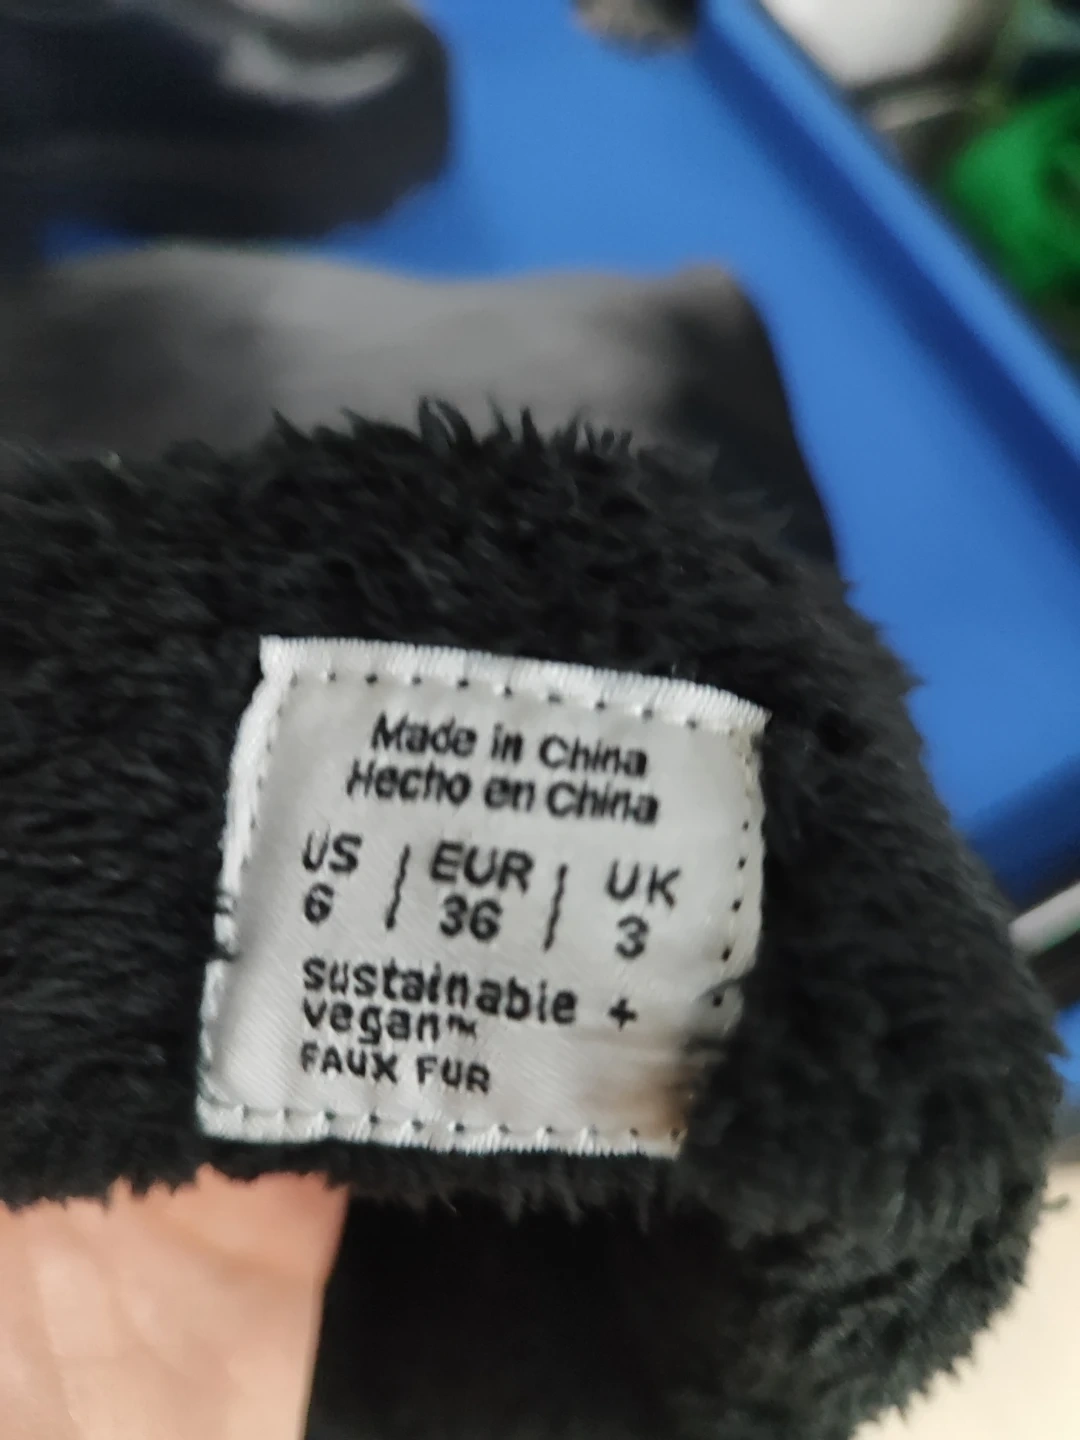 Made in China
Hecho en China
US | EUR | UK
6 | 36 | 3
sustainable +
vegan™
FAUX FUR